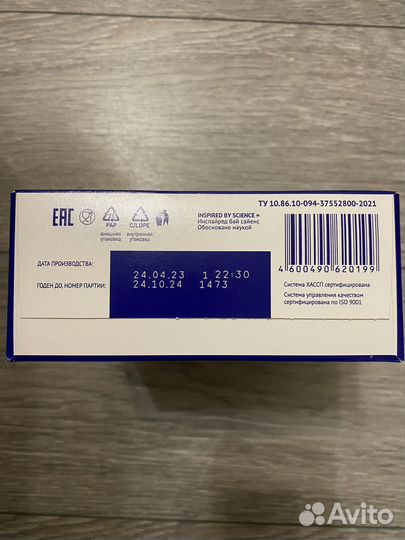 ТУ 10.86.10-094-37552800-2021
EAC
21
PAP
внешняя
упаковка
C/LDPE
внутренняя
упаковка
INSPIRED BY SCIENCE =
Инспайред бай сайенс
Обосновано наукой
4 600490 620199
ДАТА ПРОИЗВОДСТВА:
24.04.23 1 22:30
ГОДЕН ДО, НОМЕР ПАРТИИ:
24.10.24 1473
Система ХАССП сертифицирована
Система управления качеством
сертифицирована по ISO 9001
Avito